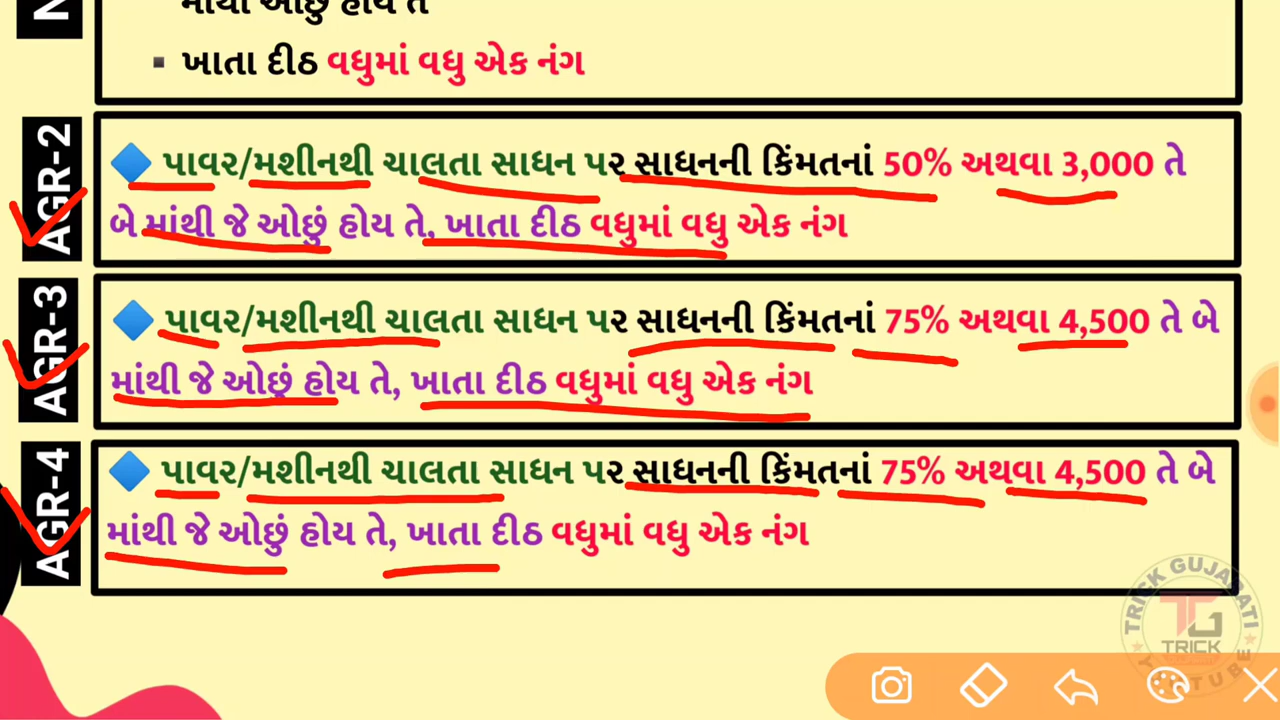 માંથી ઓછું હોય તે
▪ ખાતા દીઠ વધુમાં વધુ એક નંગ
AGR-2
પાવર/મશીનથી ચાલતા સાધન પર સાધનની કિંમતનાં 50% અથવા 3,000 તે
બે માંથી જે ઓછું હોય તે, ખાતા દીઠ વધુમાં વધુ એક નંગ
AGR-3
પાવર/મશીનથી ચાલતા સાધન પર સાધનની કિંમતનાં 75% અથવા 4,500 તે બે
માંથી જે ઓછું હોય તે, ખાતા દીઠ વધુમાં વધુ એક નંગ
AGR-4
પાવર/મશીનથી ચાલતા સાધન પર સાધનની કિંમતનાં 75% અથવા 4,500 તે બે
માંથી જે ઓછું હોય તે, ખાતા દીઠ વધુમાં વધુ એક નંગ
TRICK GUJARATI
TG
TRICK
YOUTUBE